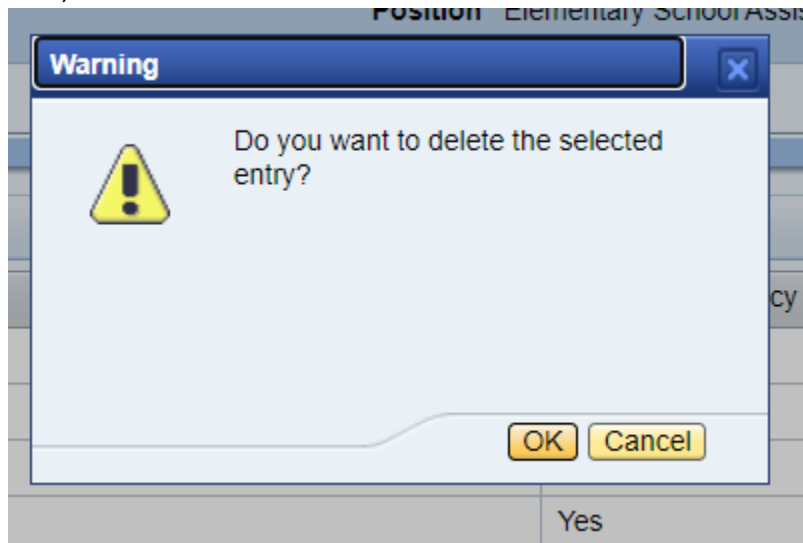 Position Elementary School Assis
Warning
Do you want to delete the selected
entry?
cy
OK Cancel
Yes